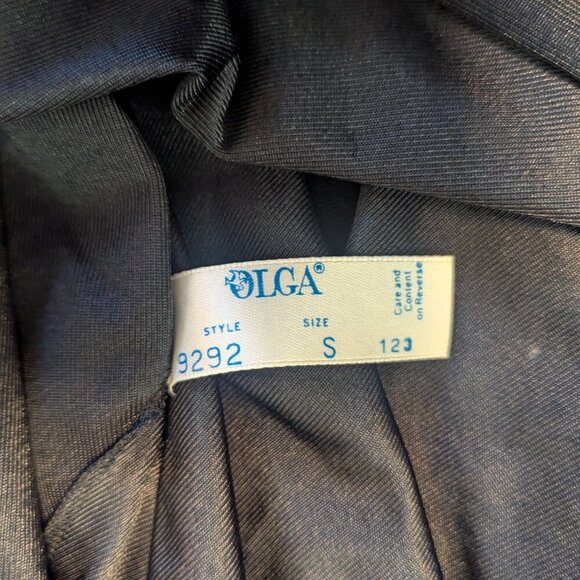 OLGA®
STYLE SIZE
9292 S 123
Care and
Content
on Reverse